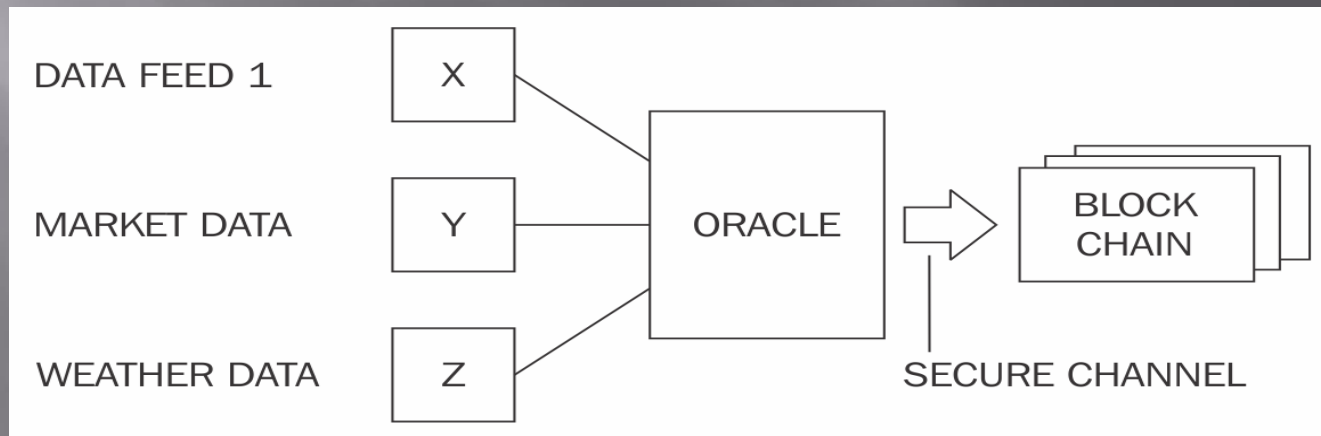 DATA FEED 1
X
MARKET DATA
Y
ORACLE
BLOCK
CHAIN
WEATHER DATA
Z
SECURE CHANNEL